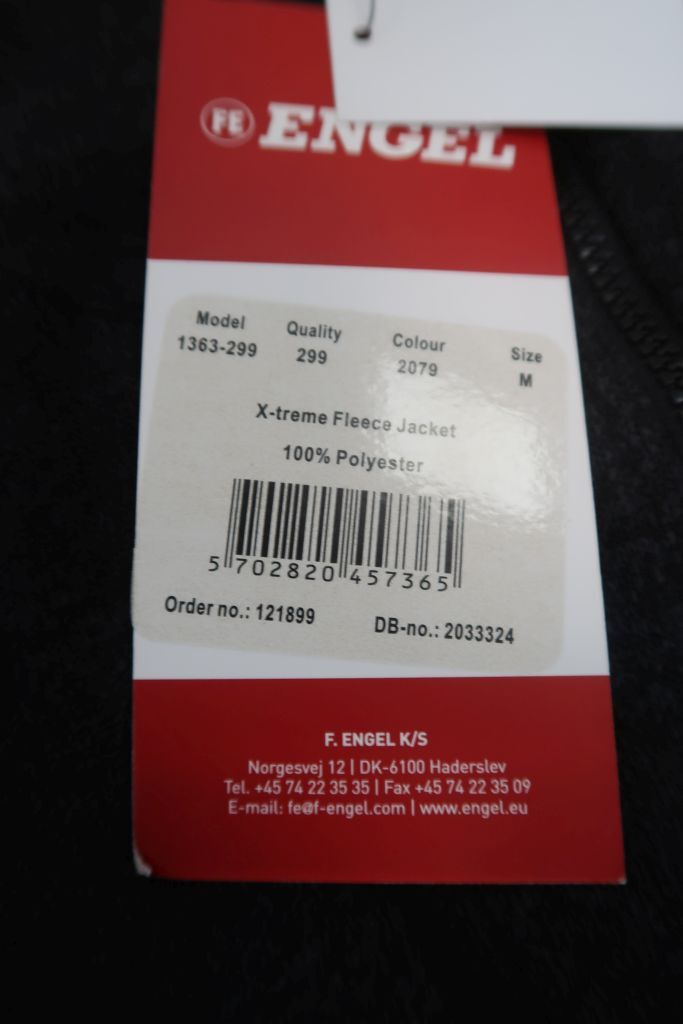 FE ENGEL
Model Quality Colour Size
1363-299 299 2079 M
X-treme Fleece Jacket
100% Polyester
5 702820 457365
Order no.: 121899 DB-no.: 2033324
F. ENGEL K/S
Norgesvej 12 | DK-6100 Haderslev
Tel. +45 74 22 35 35 | Fax +45 74 22 35 09
E-mail: fe@f-engel.com | www.engel.eu